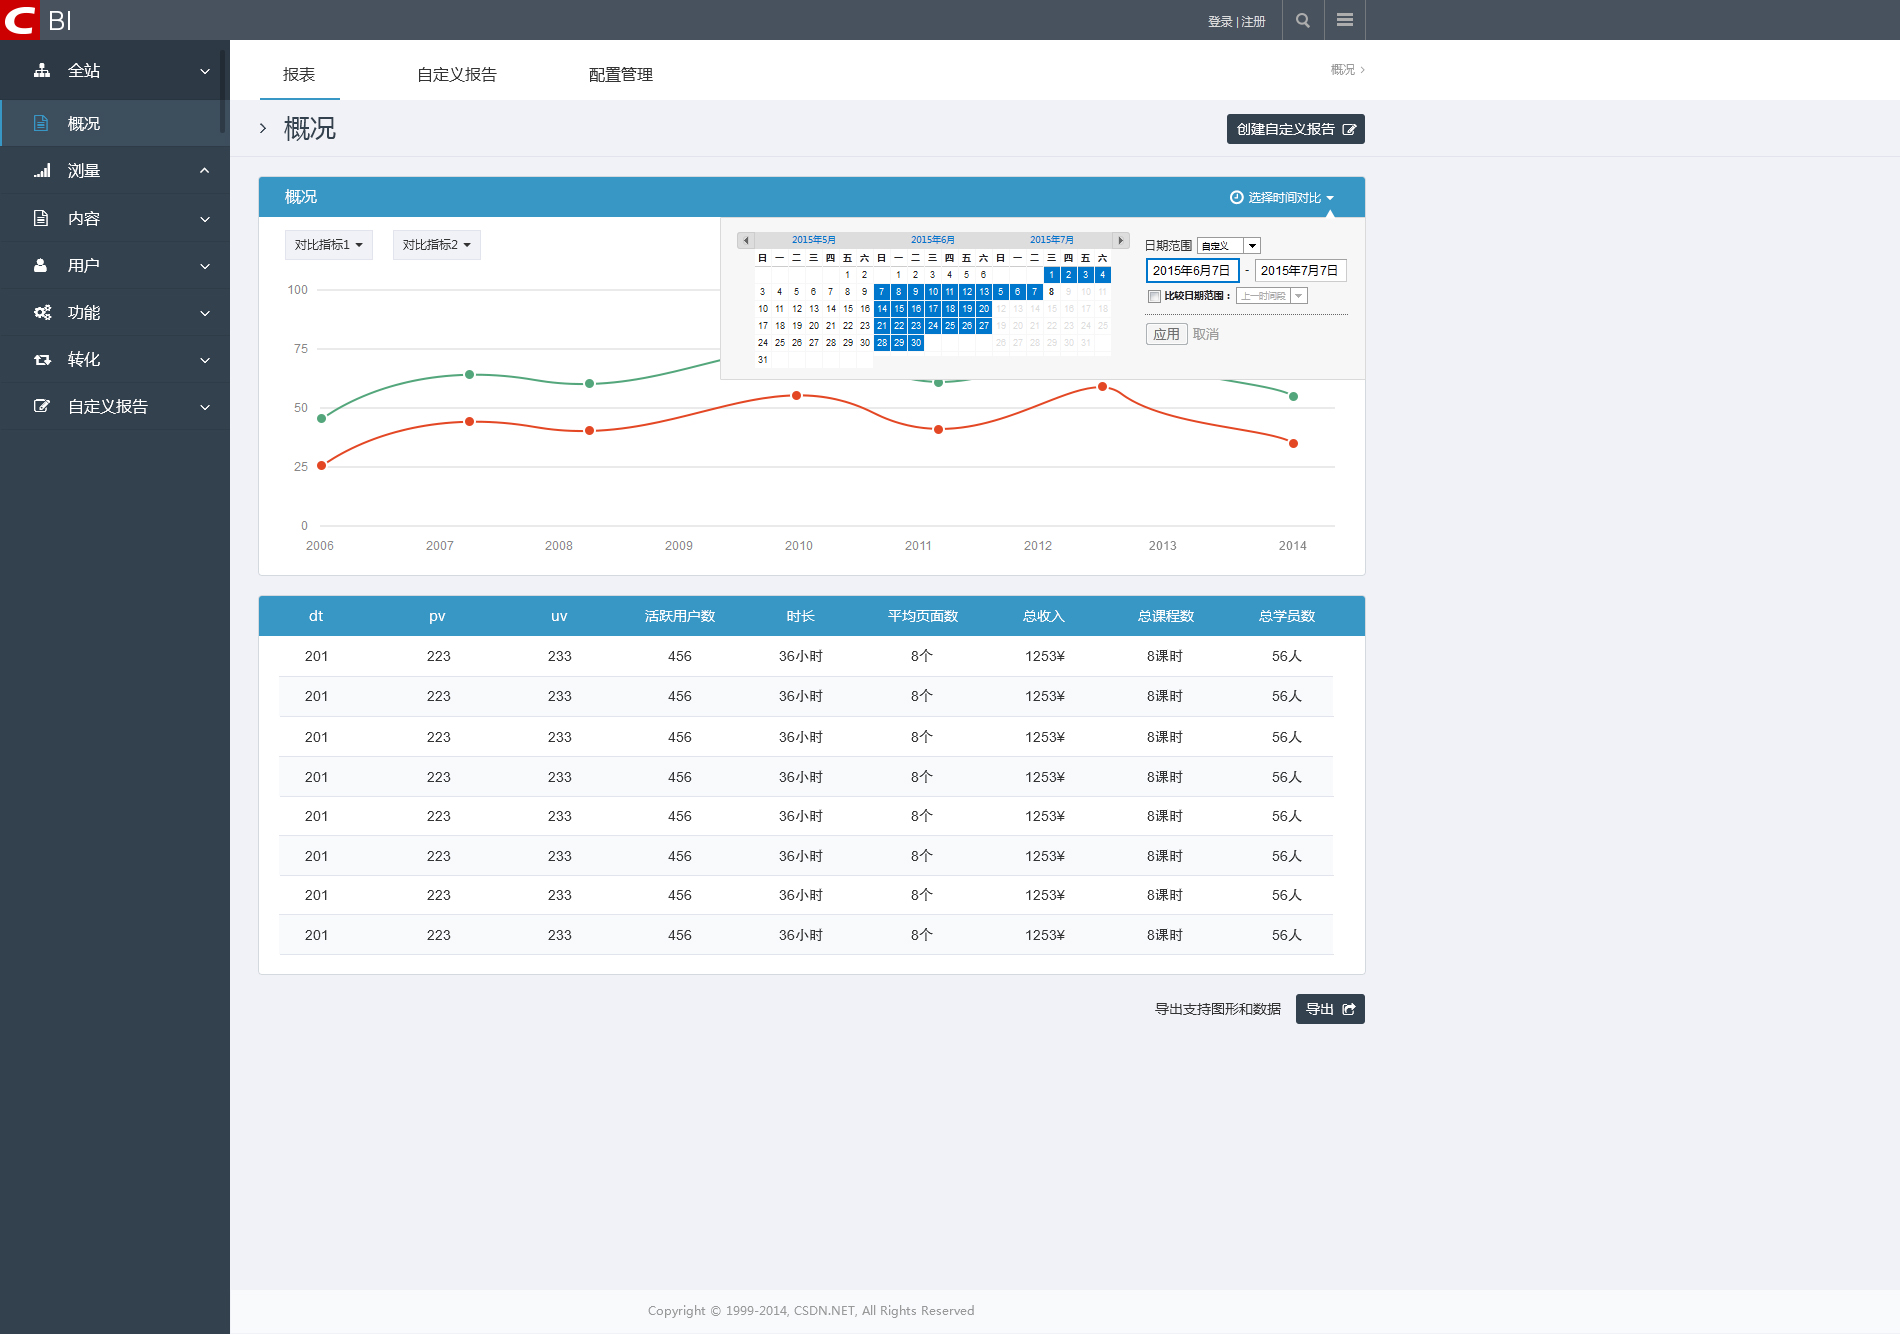 C BI
登录 | 注册
全站
概况
浏量
内容
用户
功能
转化
自定义报告
报表 自定义报告 配置管理
概况 >
> 概况
创建自定义报告
概况
选择时间对比
对比指标1 对比指标2
2015年5月 2015年6月 2015年7月
日 一 二 三 四 五 六 日 一 二 三 四 五 六 日 一 二 三 四 五 六
1 2 1 2 3 4 5 6 1 2 3 4
3 4 5 6 7 8 9 7 8 9 10 11 12 13 5 6 7 8 9 10 11
10 11 12 13 14 15 16 14 15 16 17 18 19 20 12 13 14 15 16 17 18
17 18 19 20 21 22 23 21 22 23 24 25 26 27 19 20 21 22 23 24 25
24 25 26 27 28 29 30 28 29 30 26 27 28 29 30 31
31
日期范围 自定义
2015年6月7日 - 2015年7月7日
比较日期范围： 上一时间段
应用 取消
100
75
50
25
0
2006 2007 2008 2009 2010 2011 2012 2013 2014
dt pv uv 活跃用户数 时长 平均页面数 总收入 总课程数 总学员数
201 223 233 456 36小时 8个 1253¥ 8课时 56人
201 223 233 456 36小时 8个 1253¥ 8课时 56人
201 223 233 456 36小时 8个 1253¥ 8课时 56人
201 223 233 456 36小时 8个 1253¥ 8课时 56人
201 223 233 456 36小时 8个 1253¥ 8课时 56人
201 223 233 456 36小时 8个 1253¥ 8课时 56人
201 223 233 456 36小时 8个 1253¥ 8课时 56人
201 223 233 456 36小时 8个 1253¥ 8课时 56人
导出支持图形和数据 导出
Copyright © 1999-2014, CSDN.NET, All Rights Reserved